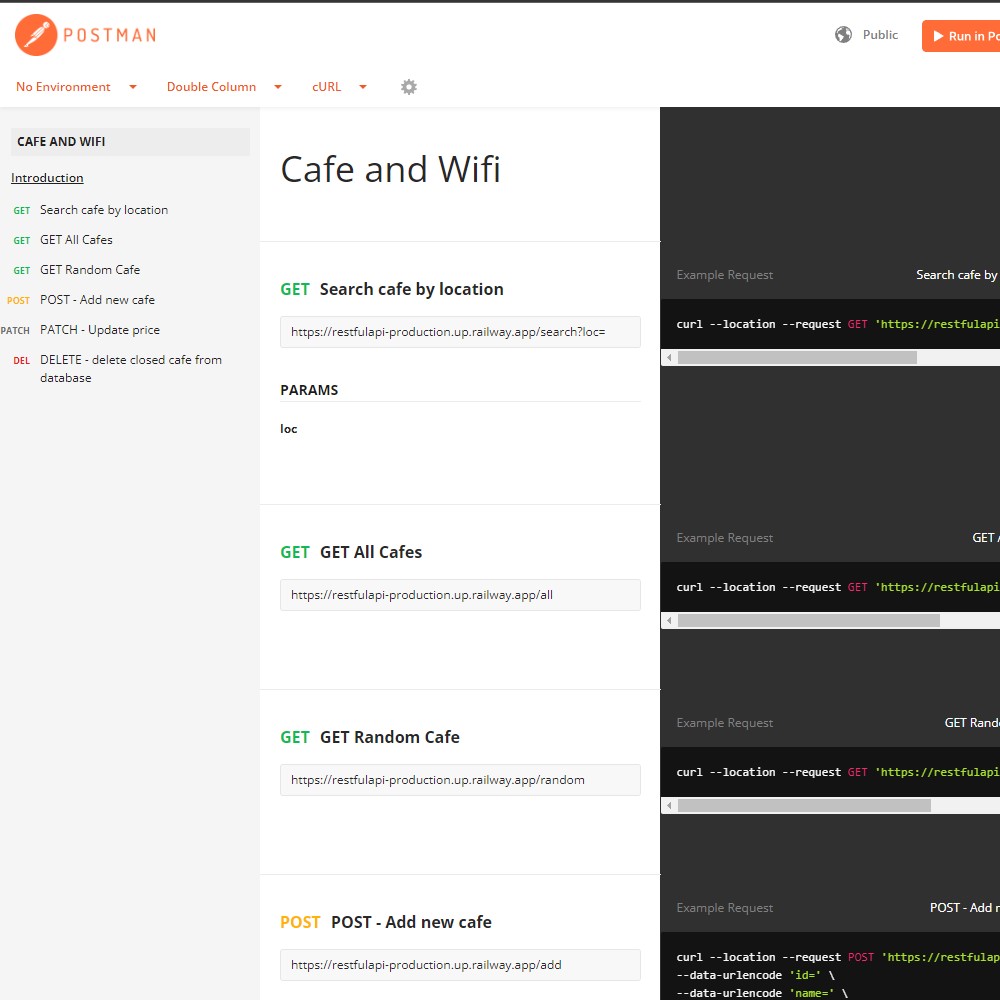 POSTMAN
Public
Run in Po
No Environment
Double Column
cURL
CAFE AND WIFI
Introduction
GET Search cafe by location
GET GET All Cafes
GET GET Random Cafe
POST POST - Add new cafe
PATCH PATCH - Update price
DEL DELETE - delete closed cafe from
database
Cafe and Wifi
GET Search cafe by location
https://restfulapi-production.up.railway.app/search?loc=
PARAMS
loc
Example Request
Search cafe by
curl --location --request GET 'https://restfulapi
GET GET All Cafes
https://restfulapi-production.up.railway.app/all
Example Request
GET A
curl --location --request GET 'https://restfulapi
GET GET Random Cafe
https://restfulapi-production.up.railway.app/random
Example Request
GET Rando
curl --location --request GET 'https://restfulapi
POST POST - Add new cafe
https://restfulapi-production.up.railway.app/add
Example Request
POST - Add n
curl --location --request POST 'https://restfulap
--data-urlencode 'id=' \
--data-urlencode 'name=' \